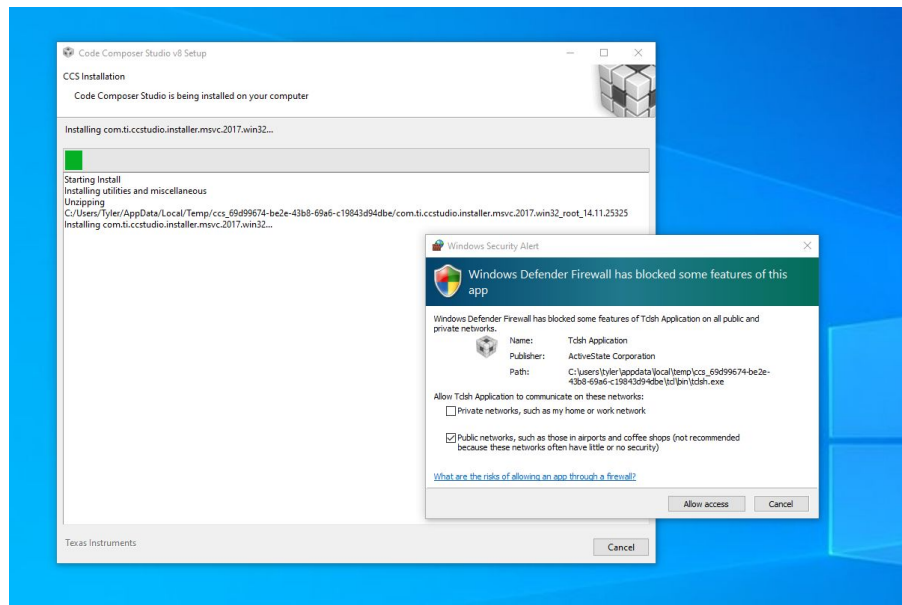 Code Composer Studio v8 Setup
CCS Installation
Code Composer Studio is being installed on your computer
Installing com.ti.ccstudio.installer.msvc.2017.win32...
Starting Install
Installing utilities and miscellaneous
Unzipping
C:/Users/Tyler/AppData/Local/Temp/ccs_69d99674-be2e-43b8-69a6-c19843d94dbe/com.ti.ccstudio.installer.msvc.2017.win32_root_14.11.25325
Installing com.ti.ccstudio.installer.msvc.2017.win32...
Windows Security Alert
Windows Defender Firewall has blocked some features of this
app
Windows Defender Firewall has blocked some features of Tclsh Application on all public and
private networks.
Name: Tclsh Application
Publisher: ActiveState Corporation
Path: C:\users\tyler\appdata\local\temp\ccs_69d99674-be2e-
43b8-69a6-c19843d94dbe\tcl\bin\tclsh.exe
Allow Tclsh Application to communicate on these networks:
Private networks, such as my home or work network
Public networks, such as those in airports and coffee shops (not recommended
because these networks often have little or no security)
What are the risks of allowing an app through a firewall?
Allow access Cancel
Texas Instruments
Cancel